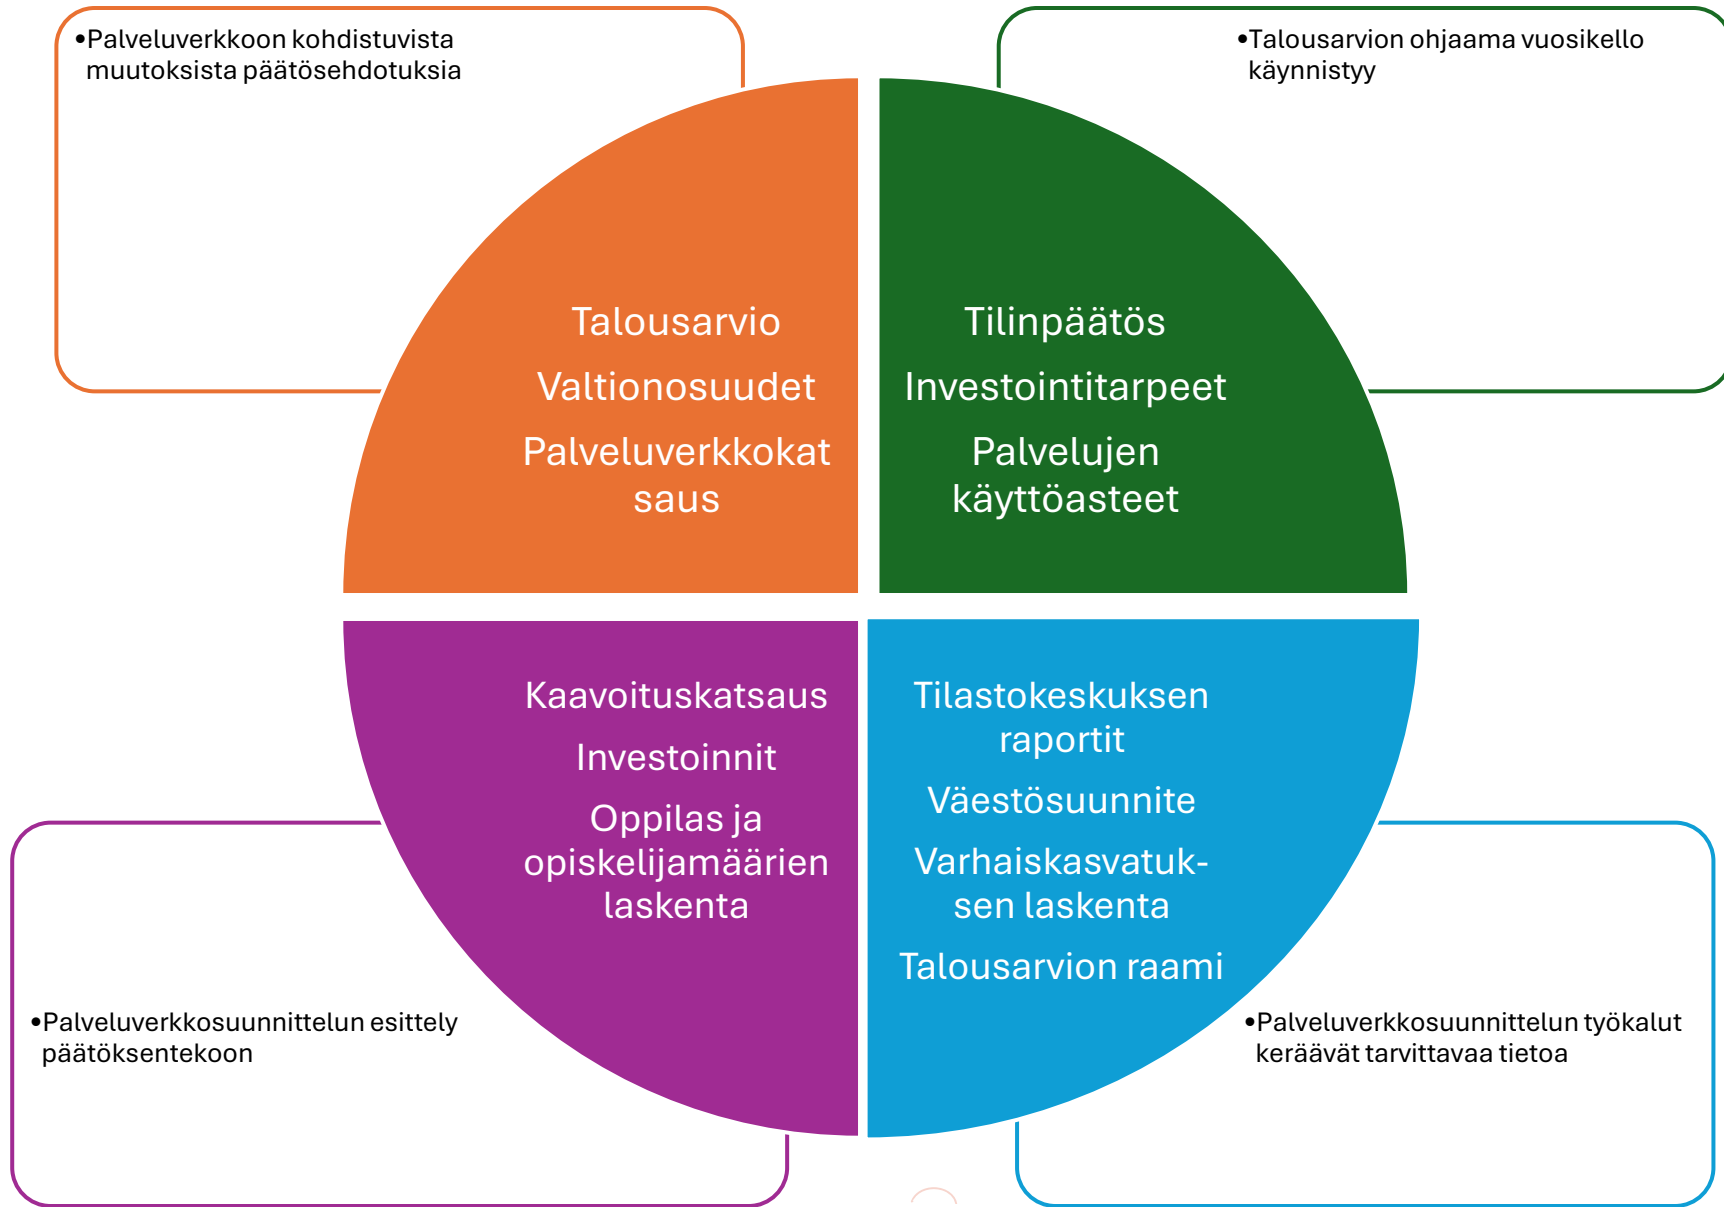 •Palveluverkkoon kohdistuvista
muutoksista päätösehdotuksia
•Talousarvion ohjaama vuosikello
käynnistyy
Talousarvio
Valtionosuudet
Palveluverkkokat
saus
Tilinpäätös
Investointitarpeet
Palvelujen
käyttöasteet
Kaavoituskatsaus
Investoinnit
Oppilas ja
opiskelijamäärien
laskenta
Tilastokeskuksen
raportit
Väestösuunnite
Varhaiskasvatuk-
sen laskenta
Talousarvion raami
•Palveluverkkosuunnittelun esittely
päätöksentekoon
•Palveluverkkosuunnittelun työkalut
keräävät tarvittavaa tietoa